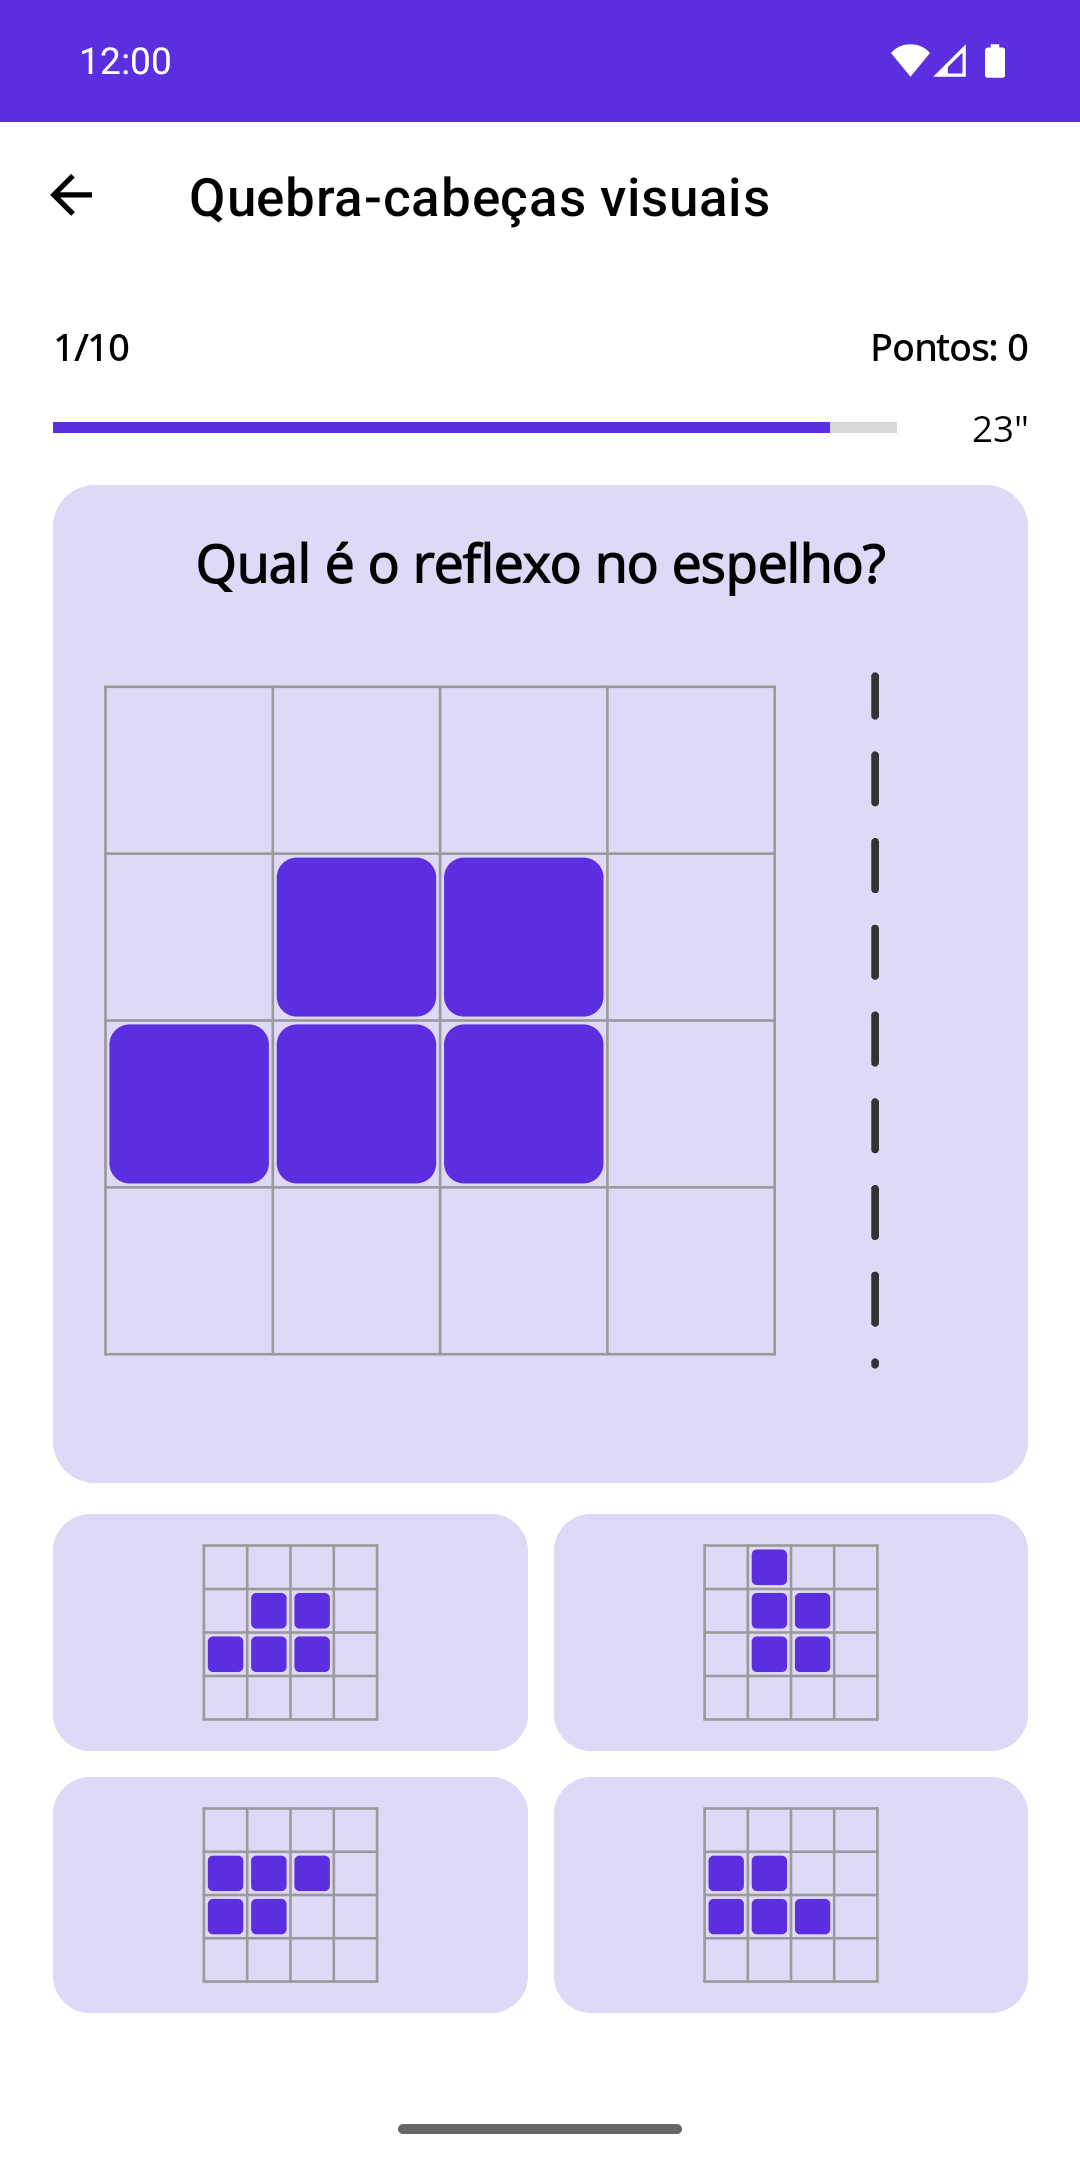 12:00
Quebra-cabeças visuais
1/10
Pontos: 0
23"
Qual é o reflexo no espelho?